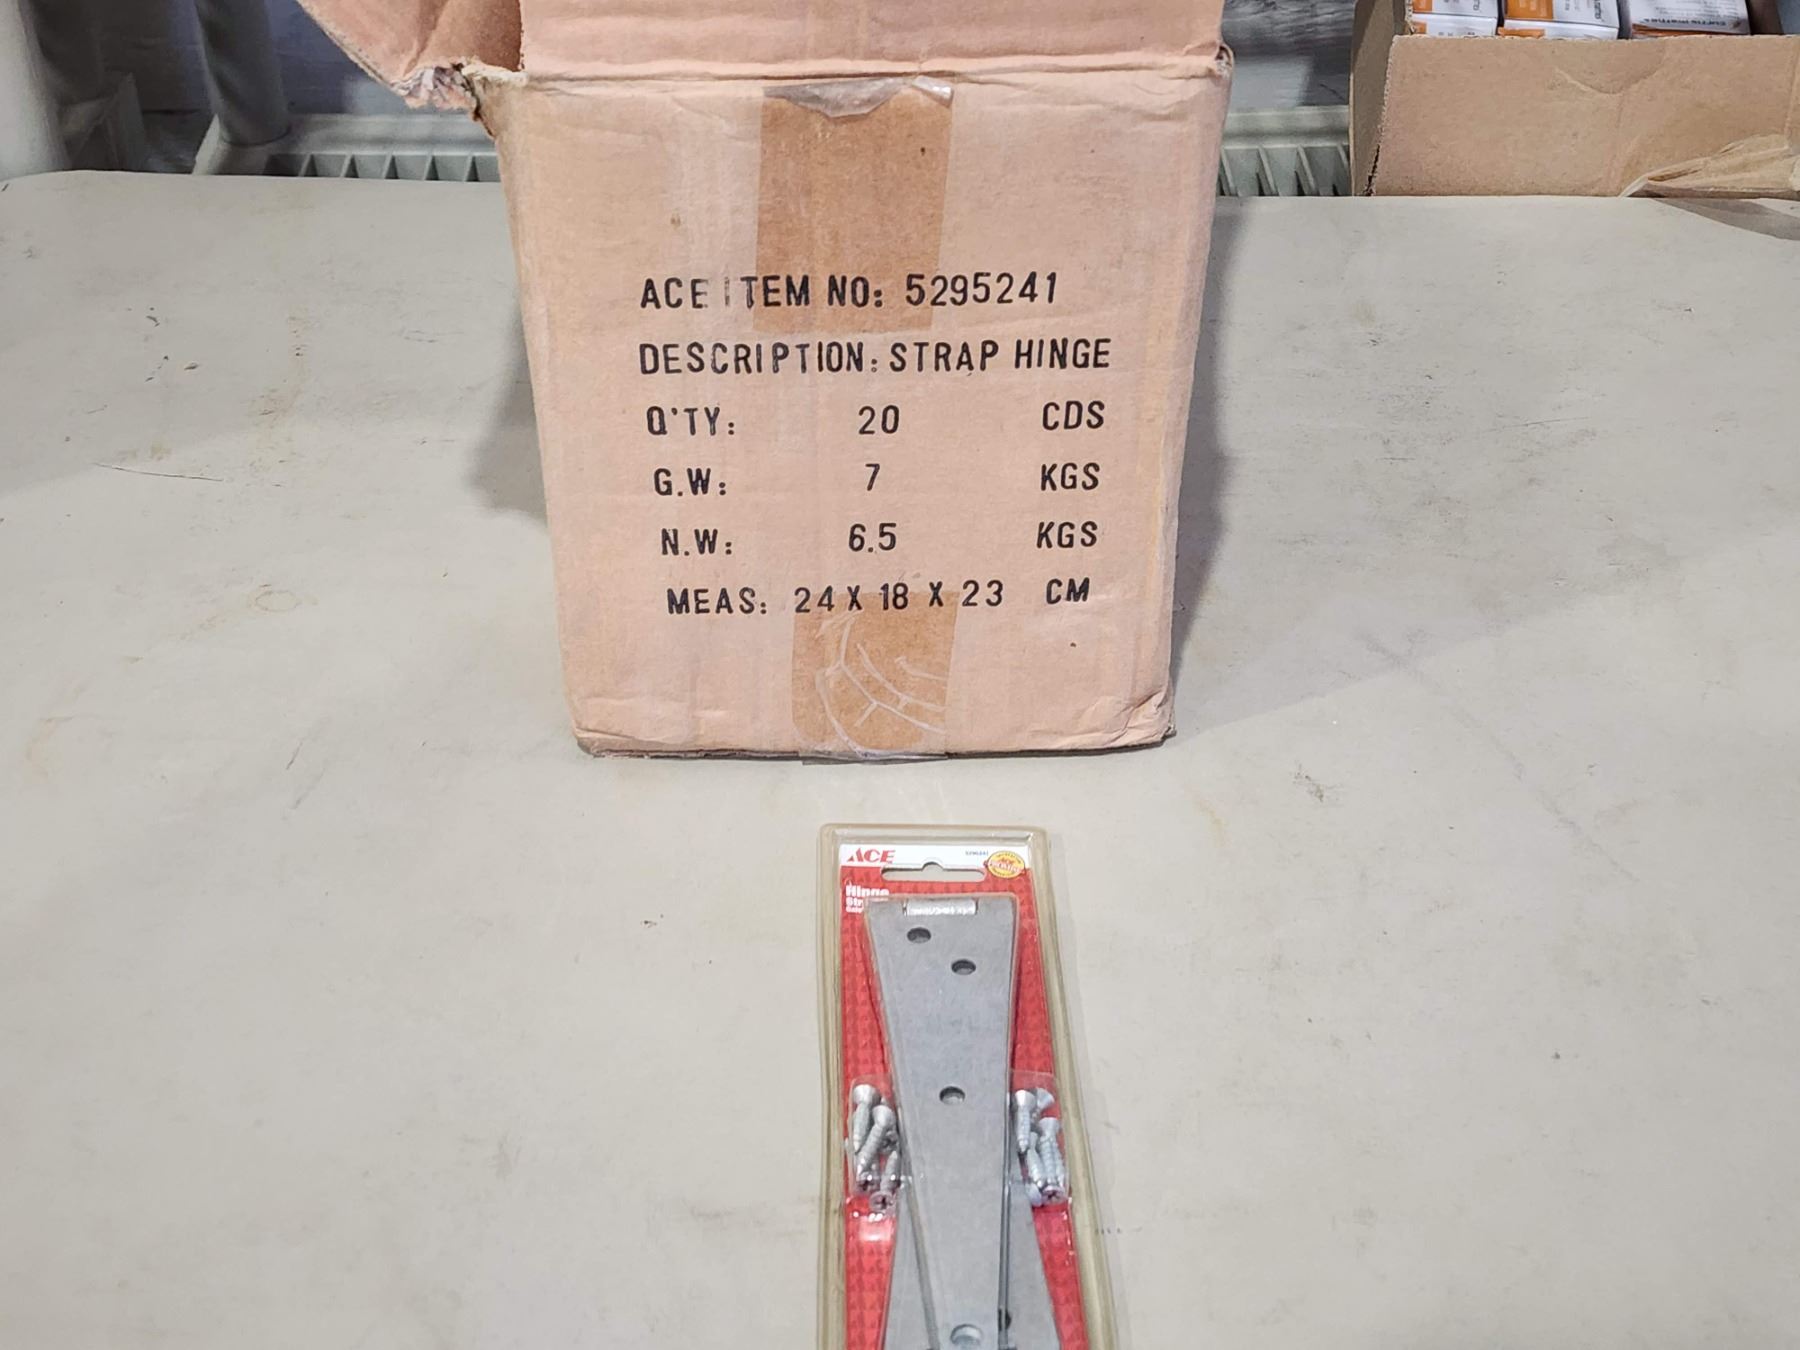 ACE ITEM NO: 5295241
DESCRIPTION: STRAP HINGE
Q'TY: 20 CDS
G.W: 7 KGS
N.W: 6.5 KGS
MEAS: 24 X 18 X 23 CM
ACE
Hinge